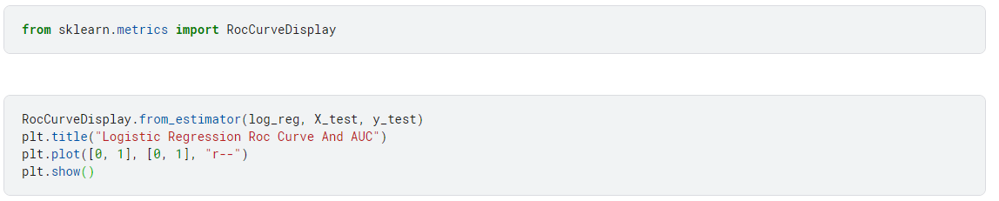 from sklearn.metrics import RocCurveDisplay
RocCurveDisplay.from_estimator(log_reg, X_test, y_test)
plt.title("Logistic Regression Roc Curve And AUC")
plt.plot([0, 1], [0, 1], "r--")
plt.show()